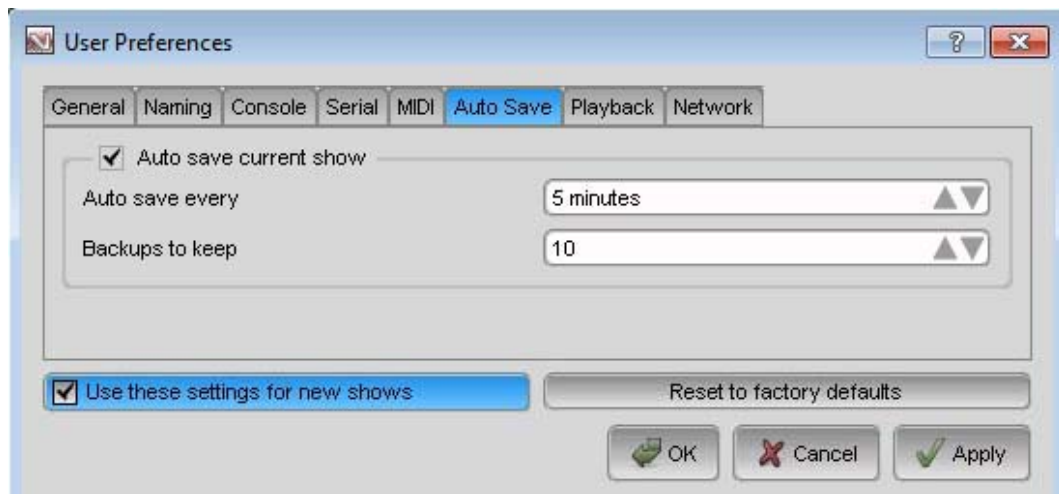 User Preferences
General Naming Console Serial MIDI Auto Save Playback Network
Auto save current show
Auto save every 5 minutes
Backups to keep 10
Use these settings for new shows Reset to factory defaults
OK Cancel Apply